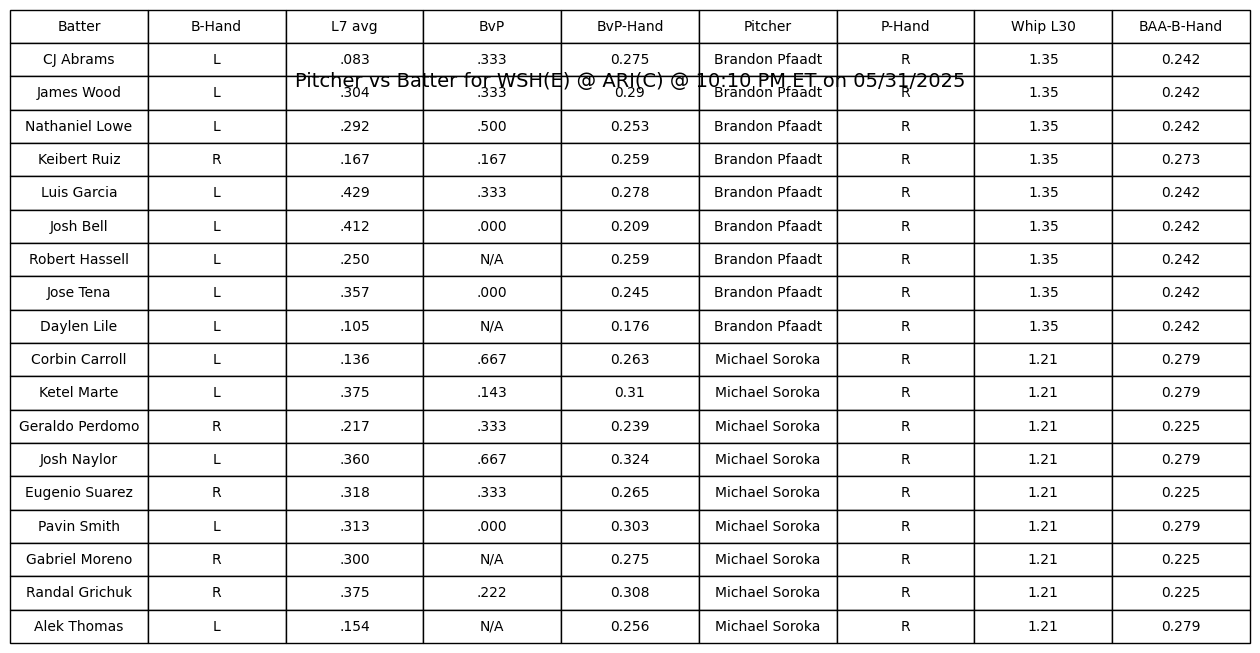 Batter B-Hand L7 avg BvP BvP-Hand Pitcher P-Hand Whip L30 BAA-B-Hand
CJ Abrams L .083 .333 0.275 Brandon Pfaadt R 1.35 0.242
Pitcher vs Batter for WSH(E) @ ARI(C) @ 10:10 PM ET on 05/31/2025
James Wood L .304 .333 0.29 Brandon Pfaadt R 1.35 0.242
Nathaniel Lowe L .292 .500 0.253 Brandon Pfaadt R 1.35 0.242
Keibert Ruiz R .167 .167 0.259 Brandon Pfaadt R 1.35 0.273
Luis Garcia L .429 .333 0.278 Brandon Pfaadt R 1.35 0.242
Josh Bell L .412 .000 0.209 Brandon Pfaadt R 1.35 0.242
Robert Hassell L .250 N/A 0.259 Brandon Pfaadt R 1.35 0.242
Jose Tena L .357 .000 0.245 Brandon Pfaadt R 1.35 0.242
Daylen Lile L .105 N/A 0.176 Brandon Pfaadt R 1.35 0.242
Corbin Carroll L .136 .667 0.263 Michael Soroka R 1.21 0.279
Ketel Marte L .375 .143 0.31 Michael Soroka R 1.21 0.279
Geraldo Perdomo R .217 .333 0.239 Michael Soroka R 1.21 0.225
Josh Naylor L .360 .667 0.324 Michael Soroka R 1.21 0.279
Eugenio Suarez R .318 .333 0.265 Michael Soroka R 1.21 0.225
Pavin Smith L .313 .000 0.303 Michael Soroka R 1.21 0.279
Gabriel Moreno R .300 N/A 0.275 Michael Soroka R 1.21 0.225
Randal Grichuk R .375 .222 0.308 Michael Soroka R 1.21 0.225
Alek Thomas L .154 N/A 0.256 Michael Soroka R 1.21 0.279